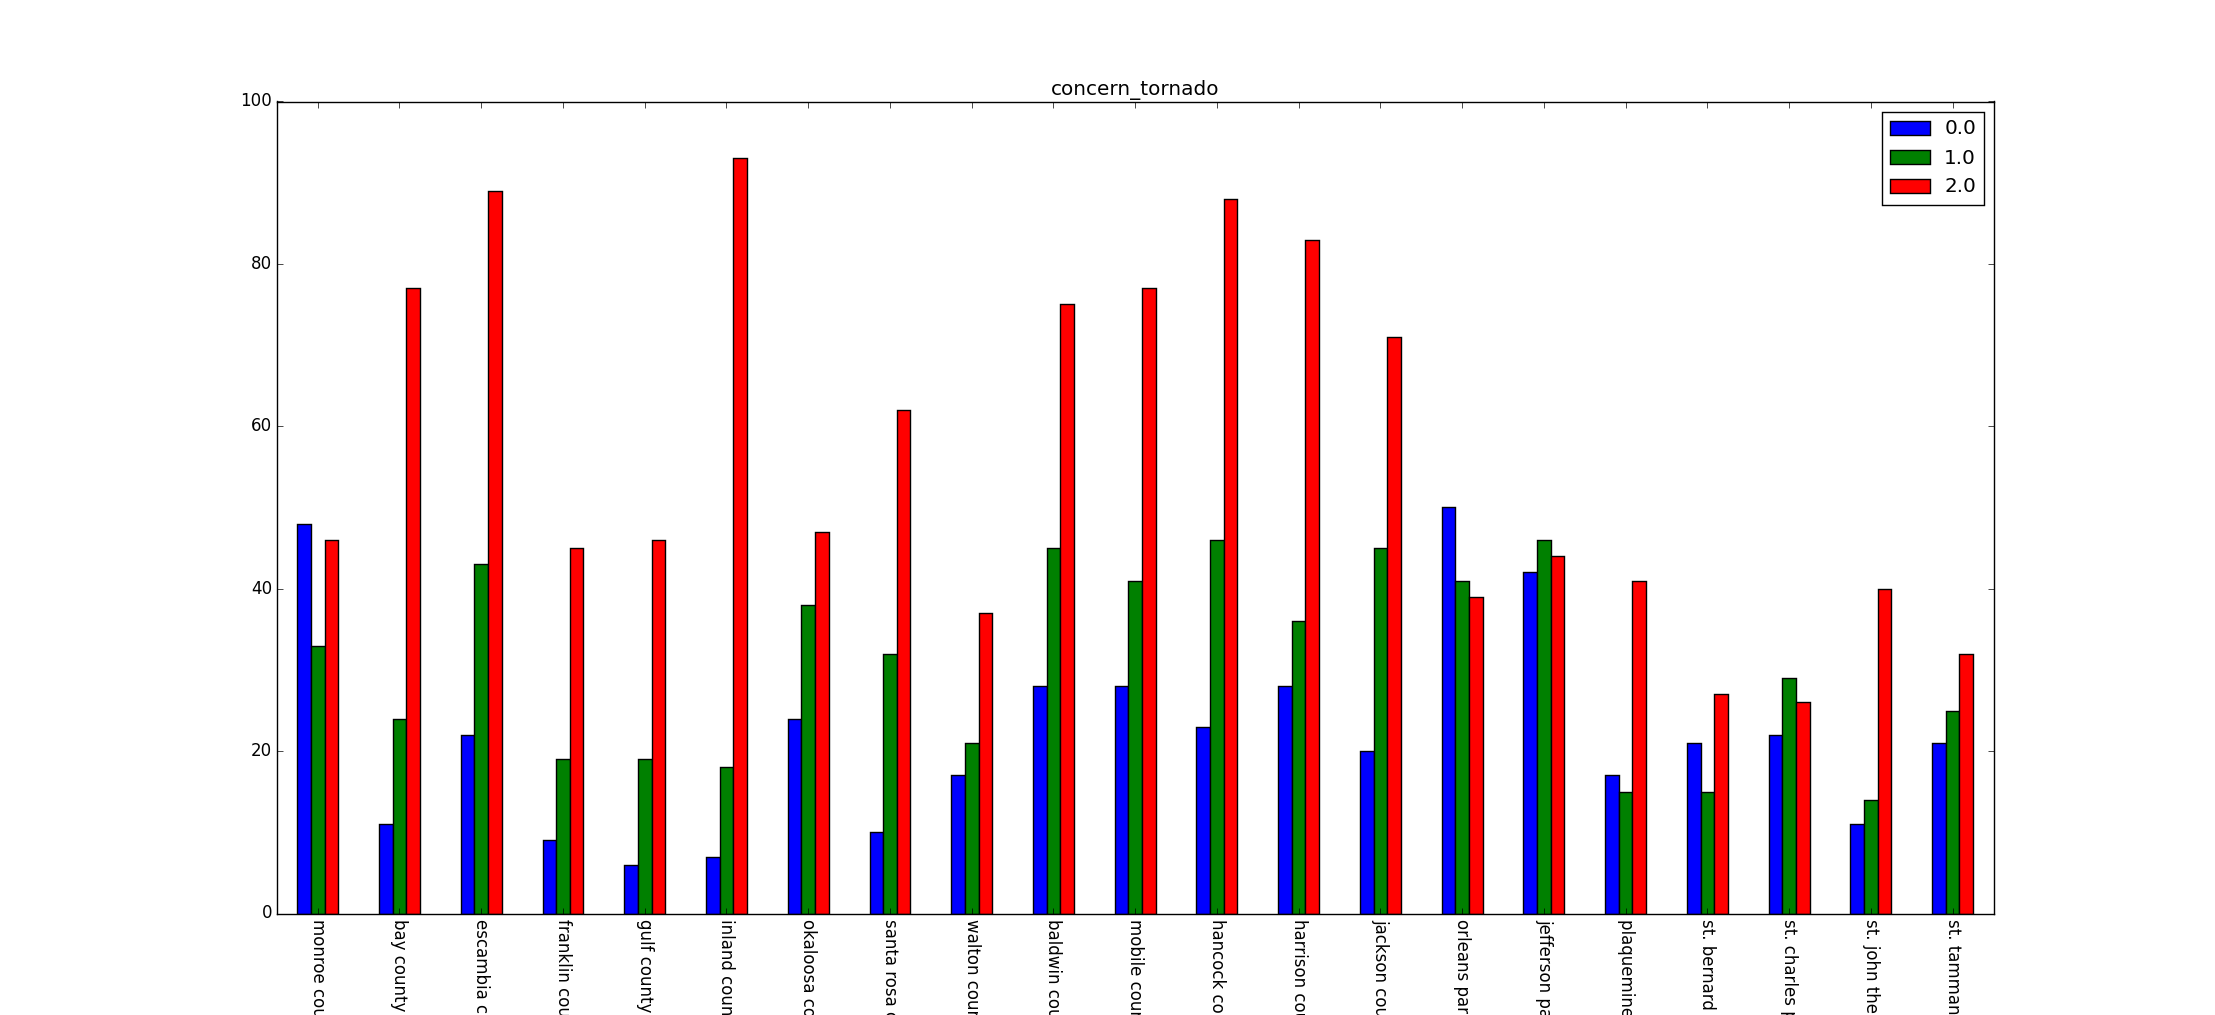 concern_tornado
100
80
60
40
20
0
0.0
1.0
2.0
monroe cou
bay county
escambia c
franklin cou
gulf county
inland coun
okaloosa co
santa rosa c
walton coun
baldwin cou
mobile coun
hancock co
harrison cou
jackson cou
orleans par
jefferson pa
plaquemine
st. bernard
st. charles p
st. john the
st. tamman